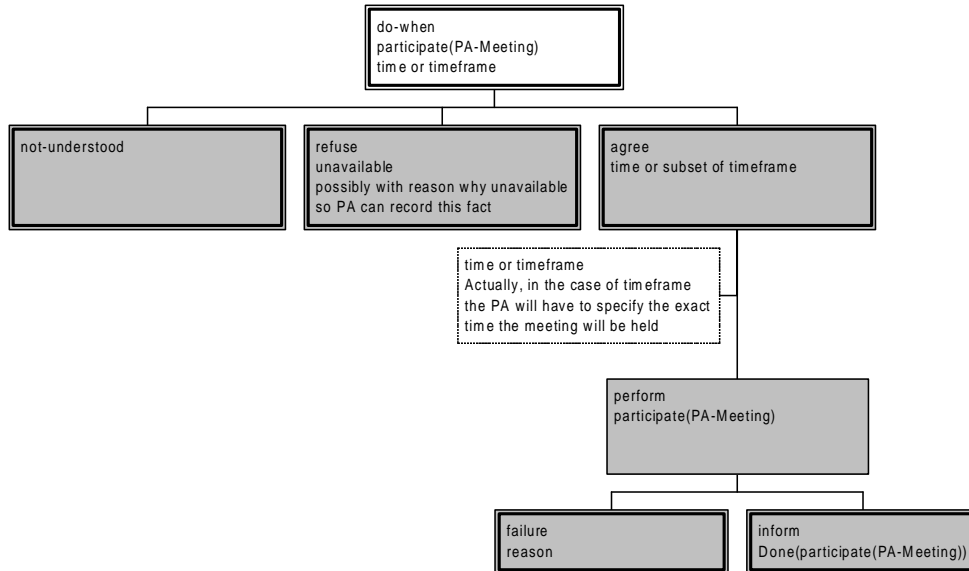 do-when
participate(PA-Meeting)
time or timeframe
not-understood
refuse
unavailable
possibly with reason why unavailable
so PA can record this fact
agree
time or subset of timeframe
time or timeframe
Actually, in the case of timeframe
the PA will have to specify the exact
time the meeting will be held
perform
participate(PA-Meeting)
failure
reason
inform
Done(participate(PA-Meeting))